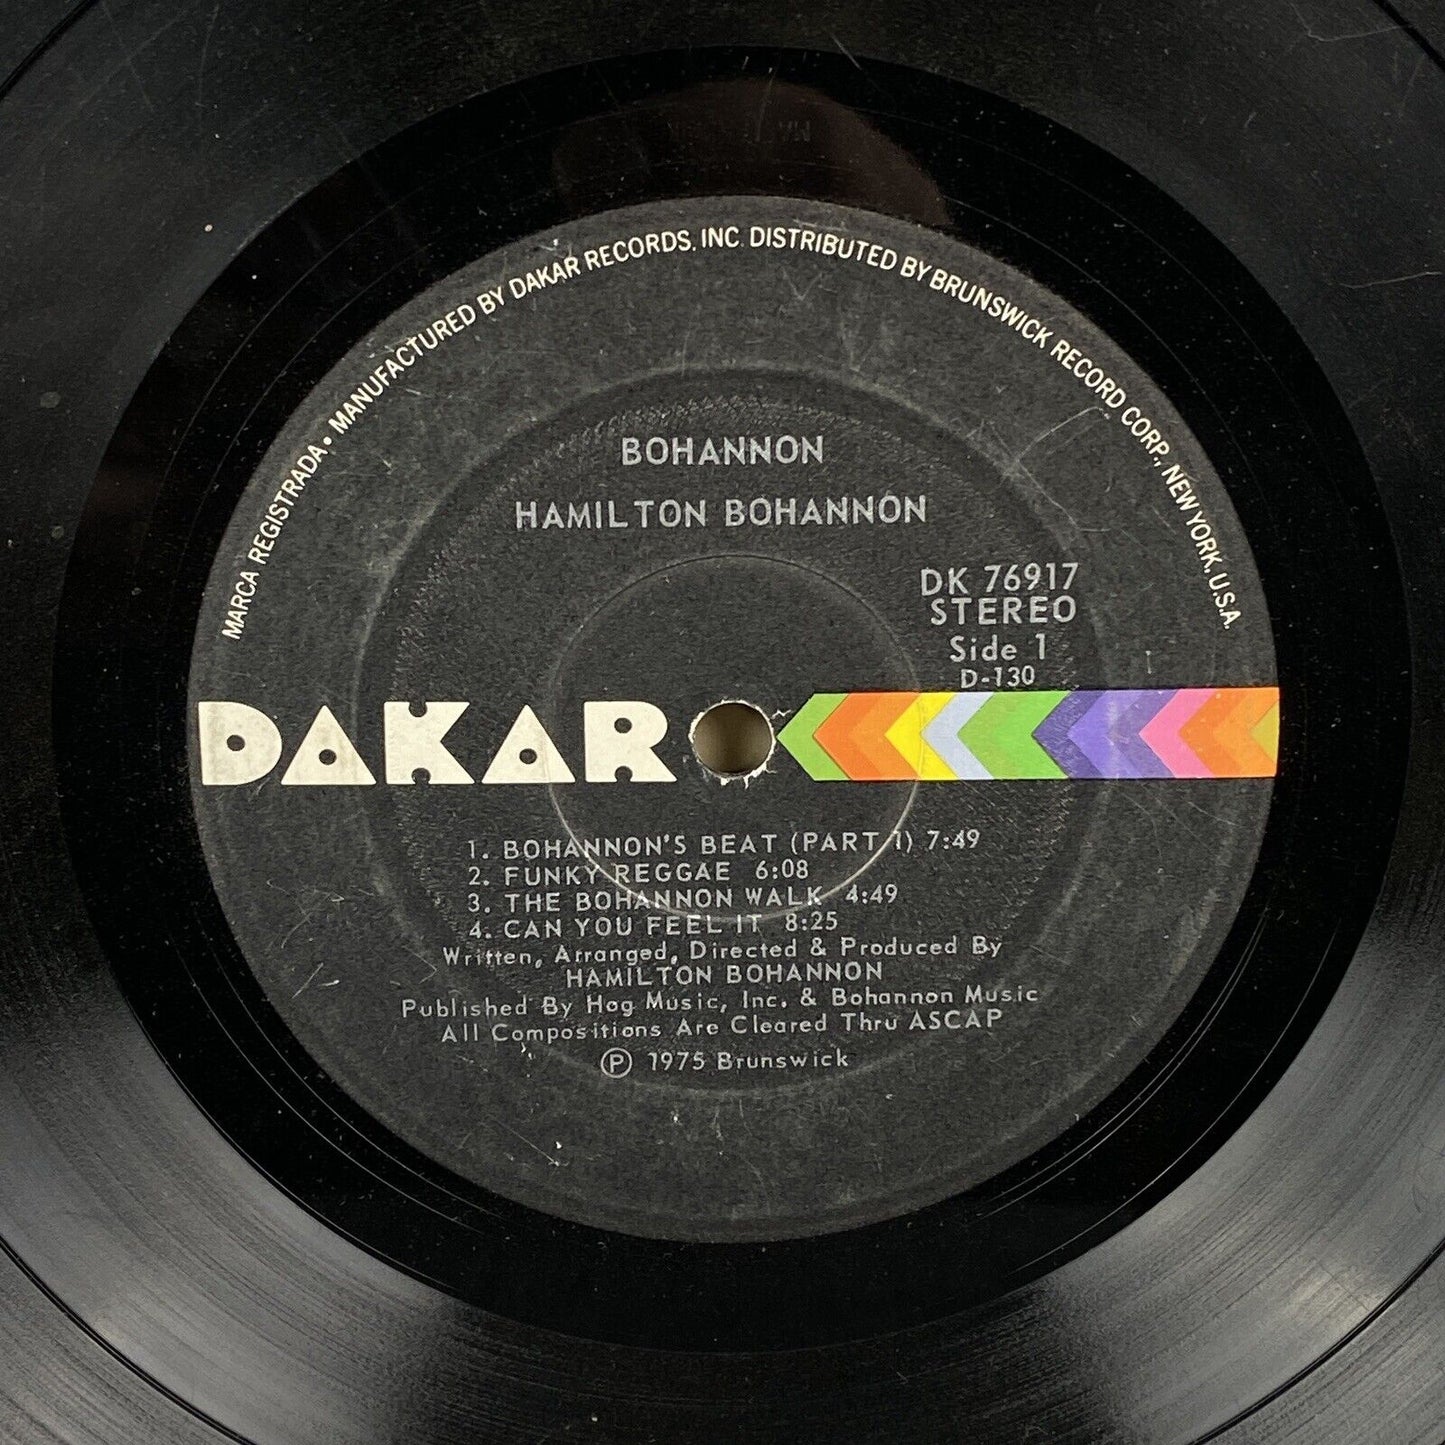 MARCA REGISTRADA • MANUFACTURED BY DAKAR RECORDS, INC. DISTRIBUTED BY BRUNSWICK RECORD CORP., NEW YORK, U.S.A.
BOHANNON
HAMILTON BOHANNON
DK 76917
STEREO
Side 1
D-130
DAKAR
1. BOHANNON'S BEAT (PART 1) 7:49
2. FUNKY REGGAE 6:08
3. THE BOHANNON WALK 4:49
4. CAN YOU FEEL IT 8:25
Written, Arranged, Directed & Produced By
HAMILTON BOHANNON
Published By Hog Music, Inc. & Bohannon Music
All Compositions Are Cleared Thru ASCAP
Ⓟ 1975 Brunswick